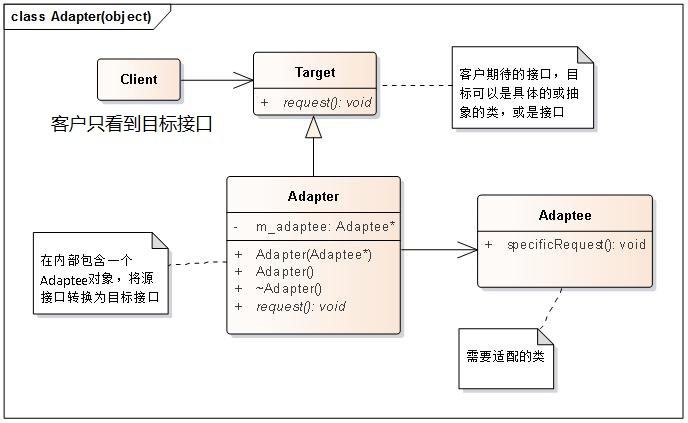 class Adapter(object)
Client
Target
+ request(): void
客户期待的接口，目
标可以是具体的或抽
象的类，或是接口
客户只看到目标接口
Adapter
- m_adaptee: Adaptee*
+ Adapter(Adaptee*)
+ Adapter()
+ ~Adapter()
+ request(): void
Adaptee
+ specificRequest(): void
在内部包含一个
Adaptee对象，将源
接口转换为目标接口
需要适配的类